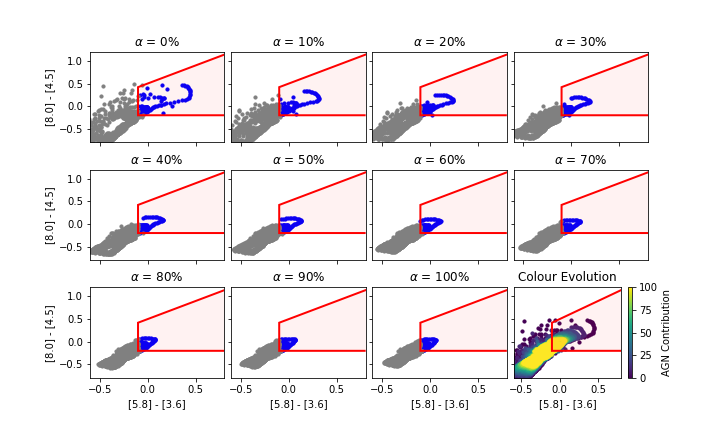 α = 0%
α = 10%
α = 20%
α = 30%
1.0
0.5
0.0
−0.5
[8.0] - [4.5]
α = 40%
α = 50%
α = 60%
α = 70%
1.0
0.5
0.0
−0.5
[8.0] - [4.5]
α = 80%
α = 90%
α = 100%
Colour Evolution
1.0
0.5
0.0
−0.5
[8.0] - [4.5]
100
75
50
25
0
AGN Contribution
−0.5 0.0 0.5
−0.5 0.0 0.5
−0.5 0.0 0.5
−0.5 0.0 0.5
[5.8] - [3.6]
[5.8] - [3.6]
[5.8] - [3.6]
[5.8] - [3.6]